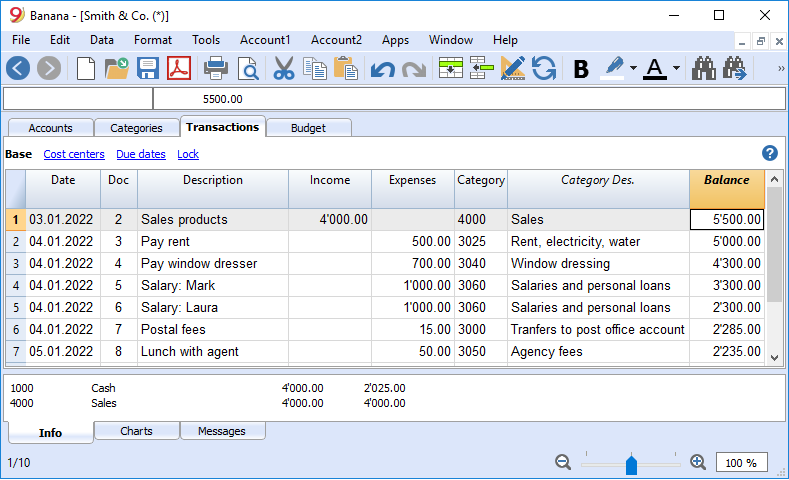 Banana - [Smith & Co. (*)]
File Edit Data Format Tools Account1 Account2 Apps Window Help
B A »
5500.00
Accounts Categories Transactions Budget
Base Cost centers Due dates Lock ?
Date Doc Description Income Expenses Category Category Des. Balance
1 03.01.2022 2 Sales products 4'000.00 4000 Sales 5'500.00
2 04.01.2022 3 Pay rent 500.00 3025 Rent, electricity, water 5'000.00
3 04.01.2022 4 Pay window dresser 700.00 3040 Window dressing 4'300.00
4 04.01.2022 5 Salary: Mark 1'000.00 3060 Salaries and personal loans 3'300.00
5 04.01.2022 6 Salary: Laura 1'000.00 3060 Salaries and personal loans 2'300.00
6 04.01.2022 7 Postal fees 15.00 3000 Tranfers to post office account 2'285.00
7 05.01.2022 8 Lunch with agent 50.00 3050 Agency fees 2'235.00
1000 Cash 4'000.00 2'025.00
4000 Sales 4'000.00 4'000.00
Info Charts Messages
1/10 100 %